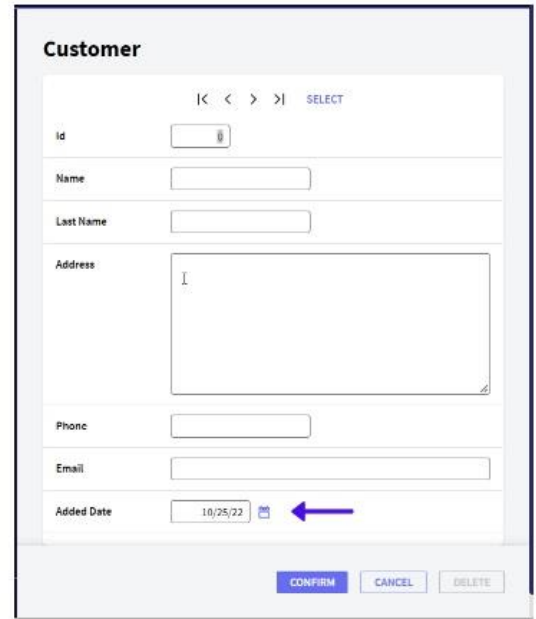 Customer
SELECT
Id 0
Name
Last Name
Address
Phone
Email
Added Date 10/25/22
CONFIRM CANCEL DELETE